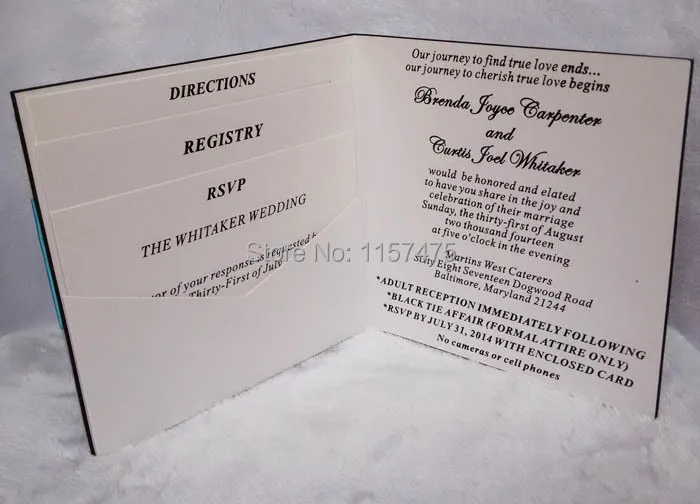 DIRECTIONS
REGISTRY
RSVP
THE WHITAKER WEDDING
or of your response is requested
Thirty-First of July
Our journey to find true love ends...
our journey to cherish true love begins
Brenda Joyce Carpenter
and
Curtis Joel Whitaker
would be honored and elated
to have you share in the joy and
celebration of their marriage
Sunday, the thirty-first of August
two thousand fourteen
at five o'clock in the evening
Martins West Caterers
Sixty Eight Seventeen Dogwood Road
Baltimore, Maryland 21244
*ADULT RECEPTION IMMEDIATELY FOLLOWING
*BLACK TIE AFFAIR (FORMAL ATTIRE ONLY)
*RSVP BY JULY 31, 2014 WITH ENCLOSED CARD
No cameras or cell phones
Store No: 1157475